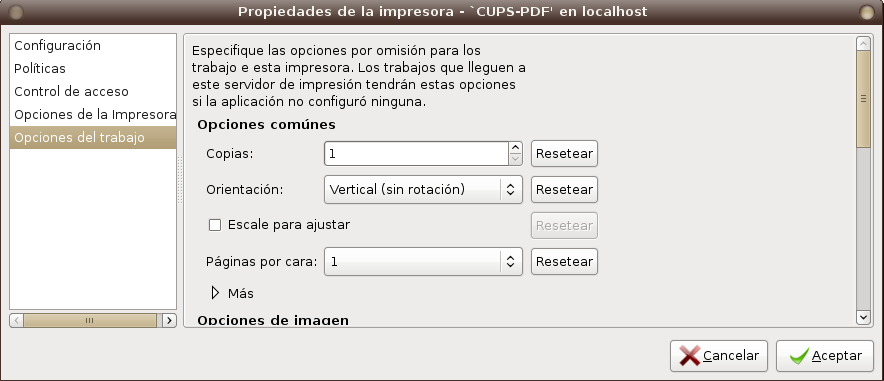 Propiedades de la impresora - `CUPS-PDF' en localhost
Configuración
Políticas
Control de acceso
Opciones de la Impresora
Opciones del trabajo
Especifique las opciones por omisión para los
trabajo e esta impresora. Los trabajos que lleguen a
este servidor de impresión tendrán estas opciones
si la aplicación no configuró ninguna.
Opciones comúnes
Copias: 1 Resetear
Orientación: Vertical (sin rotación) Resetear
Escale para ajustar Resetear
Páginas por cara: 1 Resetear
Más
Opciones de imagen
Cancelar Aceptar